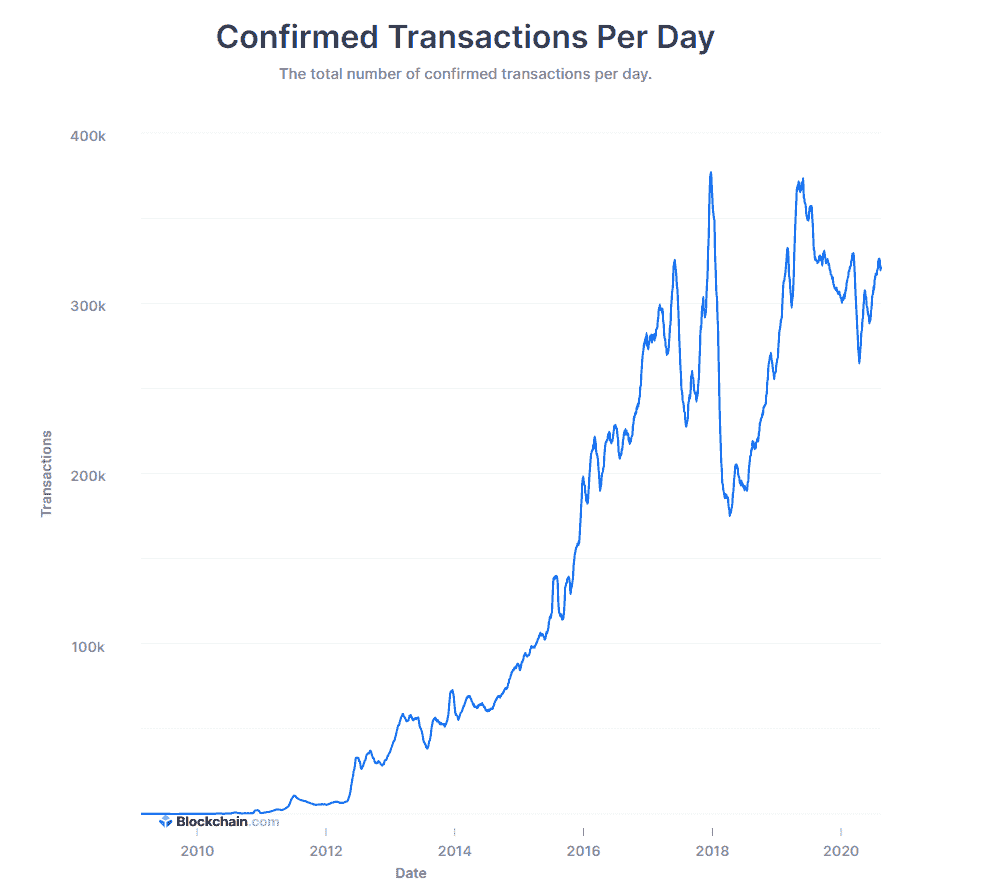 Confirmed Transactions Per Day
The total number of confirmed transactions per day.
400k
300k
200k
100k
Transactions
Blockchain.com
2010 2012 2014 2016 2018 2020
Date